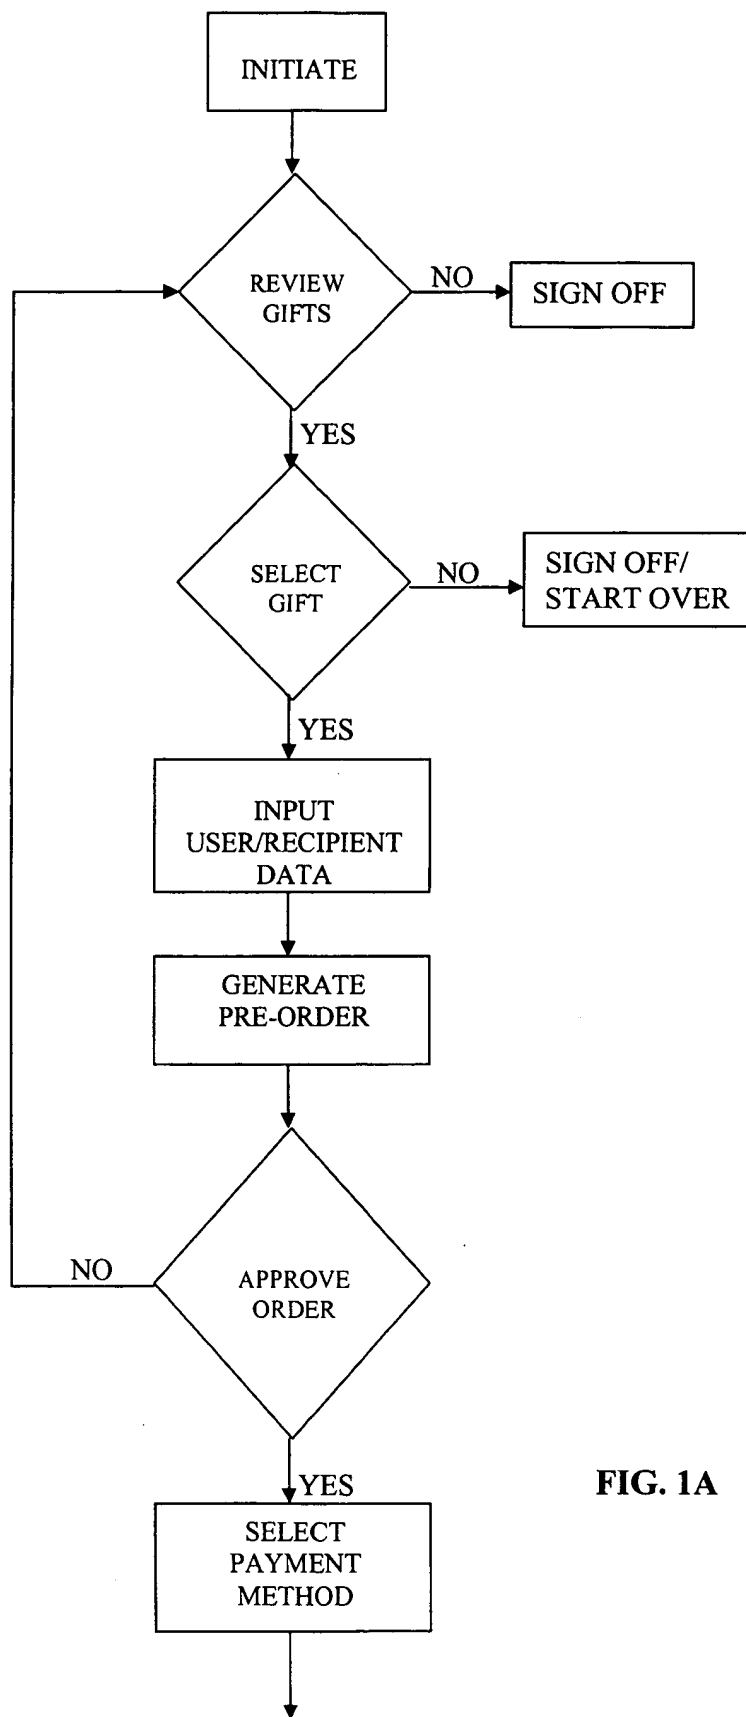 INITIATE
REVIEW
GIFTS
NO
SIGN OFF
YES
SELECT
GIFT
NO
SIGN OFF/
START OVER
YES
INPUT
USER/RECIPIENT
DATA
GENERATE
PRE-ORDER
NO
APPROVE
ORDER
YES
SELECT
PAYMENT
METHOD
FIG. 1A